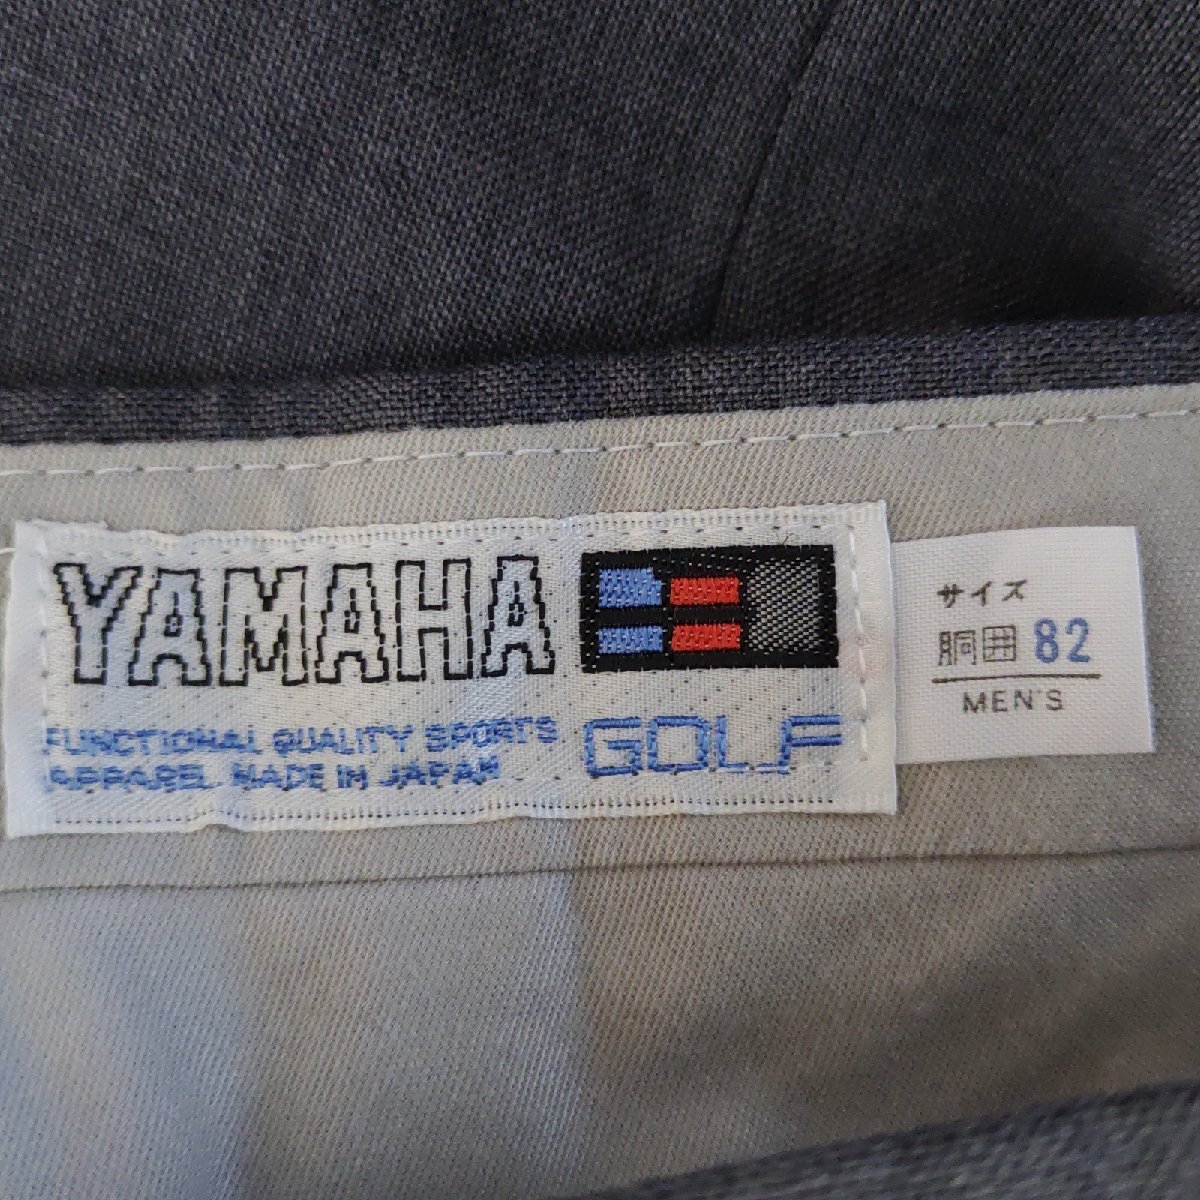 YAMAHA
FUNCTIONAL QUALITY SPORTS
APPAREL. MADE IN JAPAN
GOLF
サイズ
胴囲 82
MEN'S